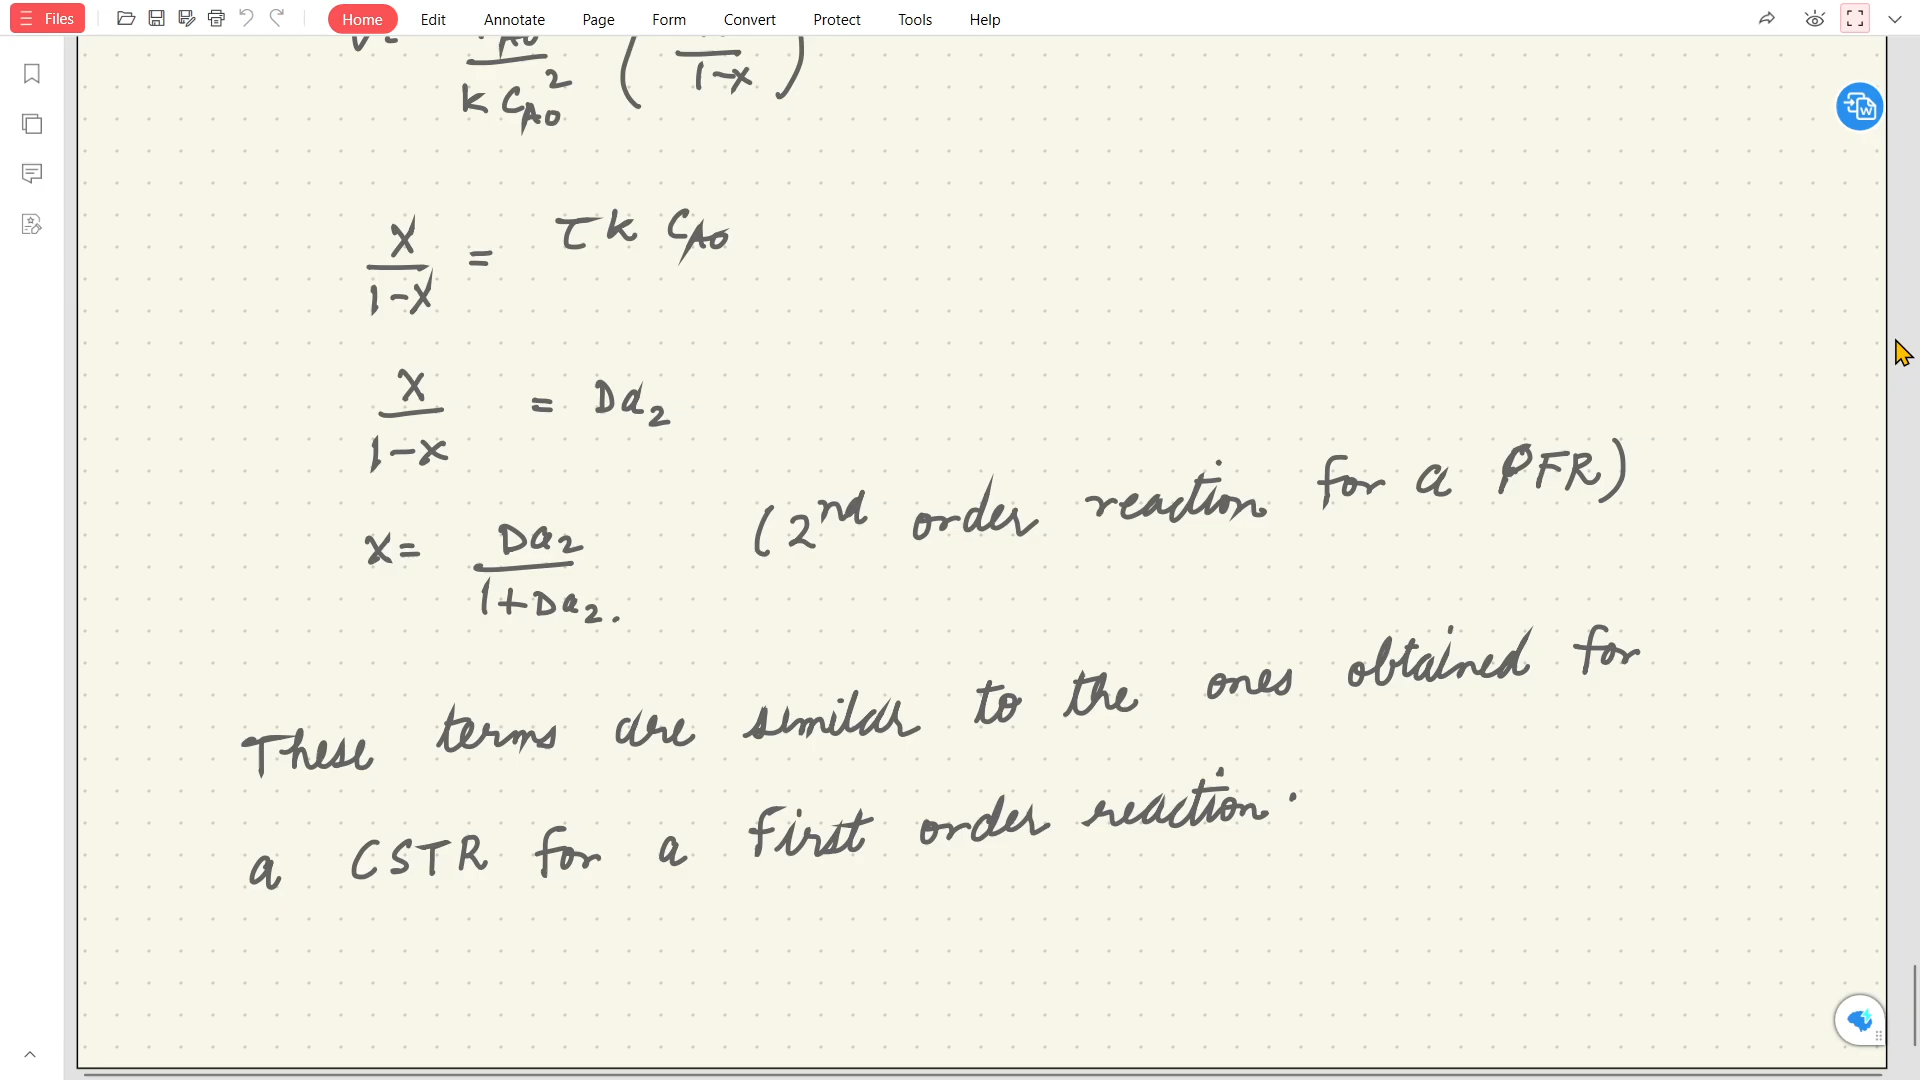 Files Home Edit Annotate Page Form Convert Protect Tools Help
k C_A0^2 ( 1-x )
X / 1-X = τ k C_A0
X / 1-x = Da_2
x = Da_2 / 1+Da_2. (2nd order reaction for a PFR)
These terms are similar to the ones obtained for
a CSTR for a first order reaction.